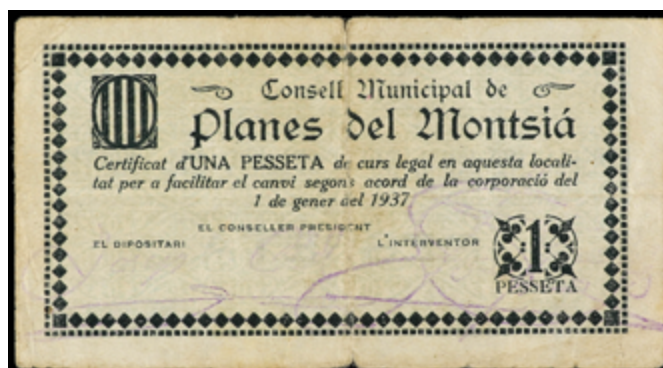 Consell Municipal de
Planes del Montsiá
Certificat d'UNA PESSETA de curs legal en aquesta locali-
tat per a facilitar el canvi segons acord de la corporació del
1 de gener del 1937
EL CONSELLER PRESIDENT
EL DIPOSITARI
L'INTERVENTOR
1
PESSETA